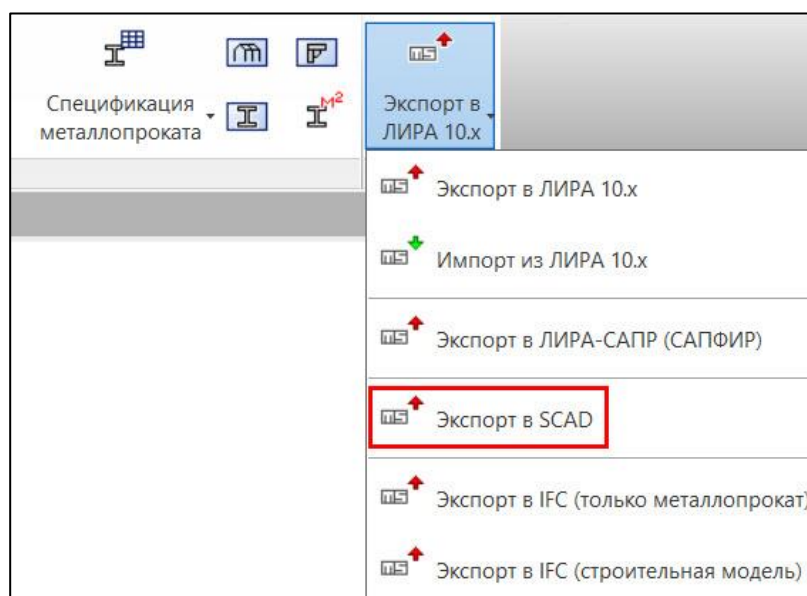 Спецификация
металлопроката
М2
Экспорт в
ЛИРА 10.x
Экспорт в ЛИРА 10.x
Импорт из ЛИРА 10.x
Экспорт в ЛИРА-САПР (САПФИР)
Экспорт в SCAD
Экспорт в IFC (только металлопрокат)
Экспорт в IFC (строительная модель)